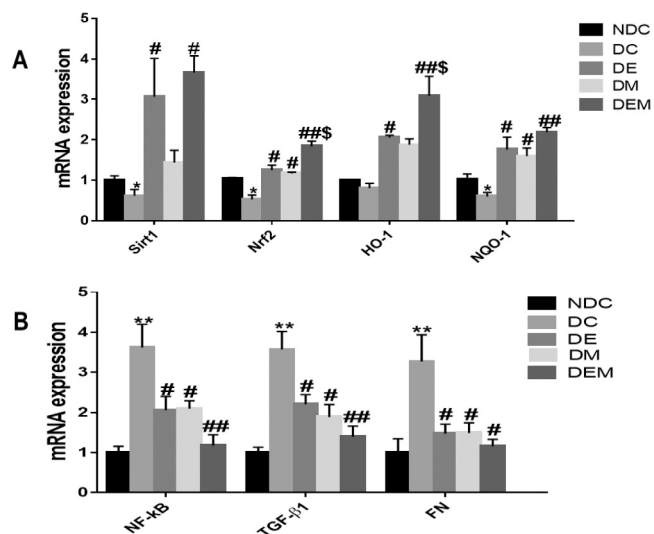 A
mRNA expression
5
4
3
2
1
0
* # #
* # # ##$
# ##$
* # # ##
Sirt1
Nrf2
HO-1
NQO-1
NDC
DC
DE
DM
DEM
B
mRNA expression
5
4
3
2
1
0
** # # ##
** # # ##
** # # #
NF-kB
TGF-β1
FN
NDC
DC
DE
DM
DEM